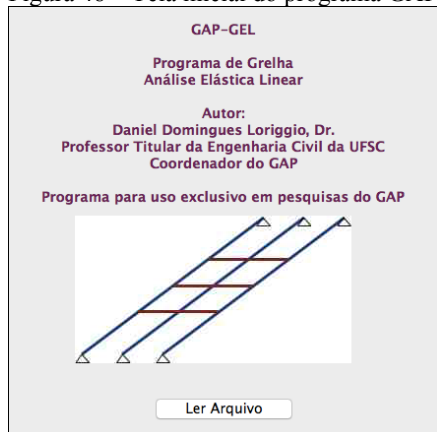 GAP-GEL
Programa de Grelha
Análise Elástica Linear
Autor:
Daniel Domingues Loriggio, Dr.
Professor Titular da Engenharia Civil da UFSC
Coordenador do GAP
Programa para uso exclusivo em pesquisas do GAP
Ler Arquivo